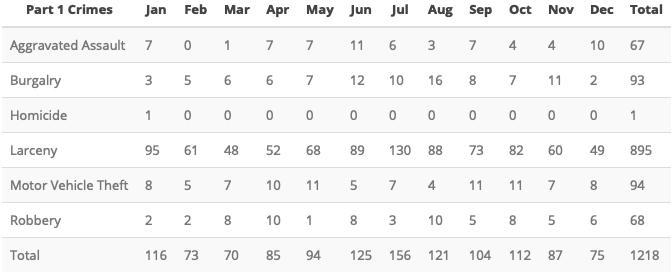 Part 1 Crimes Jan Feb Mar Apr May Jun Jul Aug Sep Oct Nov Dec Total
Aggravated Assault 7 0 1 7 7 11 6 3 7 4 4 10 67
Burgalry 3 5 6 6 7 12 10 16 8 7 11 2 93
Homicide 1 0 0 0 0 0 0 0 0 0 0 0 1
Larceny 95 61 48 52 68 89 130 88 73 82 60 49 895
Motor Vehicle Theft 8 5 7 10 11 5 7 4 11 11 7 8 94
Robbery 2 2 8 10 1 8 3 10 5 8 5 6 68
Total 116 73 70 85 94 125 156 121 104 112 87 75 1218